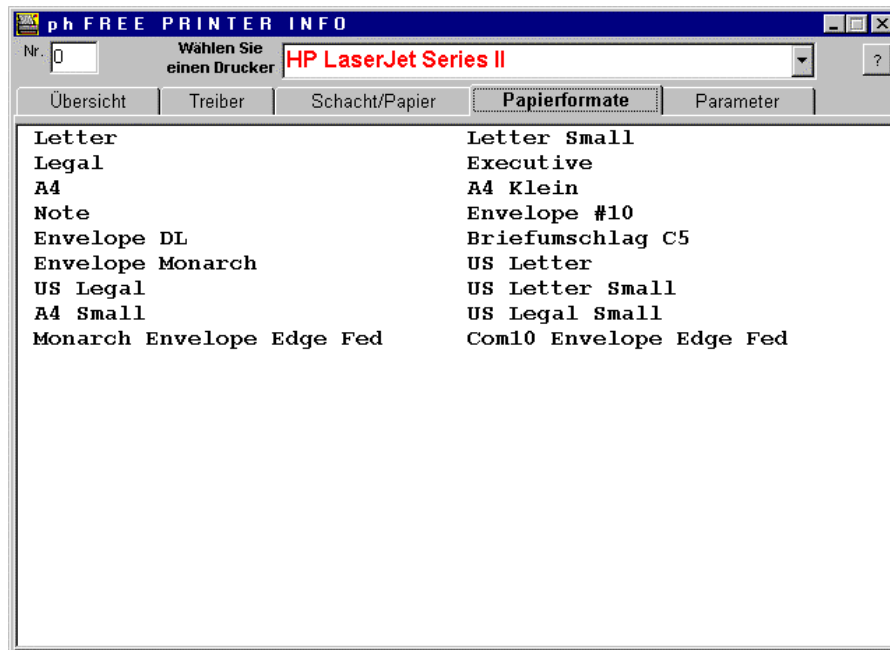 ph FREE PRINTER INFO
Nr. 0 Wählen Sie einen Drucker HP LaserJet Series II ?
Übersicht Treiber Schacht/Papier Papierformate Parameter
Letter Letter Small
Legal Executive
A4 A4 Klein
Note Envelope #10
Envelope DL Briefumschlag C5
Envelope Monarch US Letter
US Legal US Letter Small
A4 Small US Legal Small
Monarch Envelope Edge Fed Com10 Envelope Edge Fed